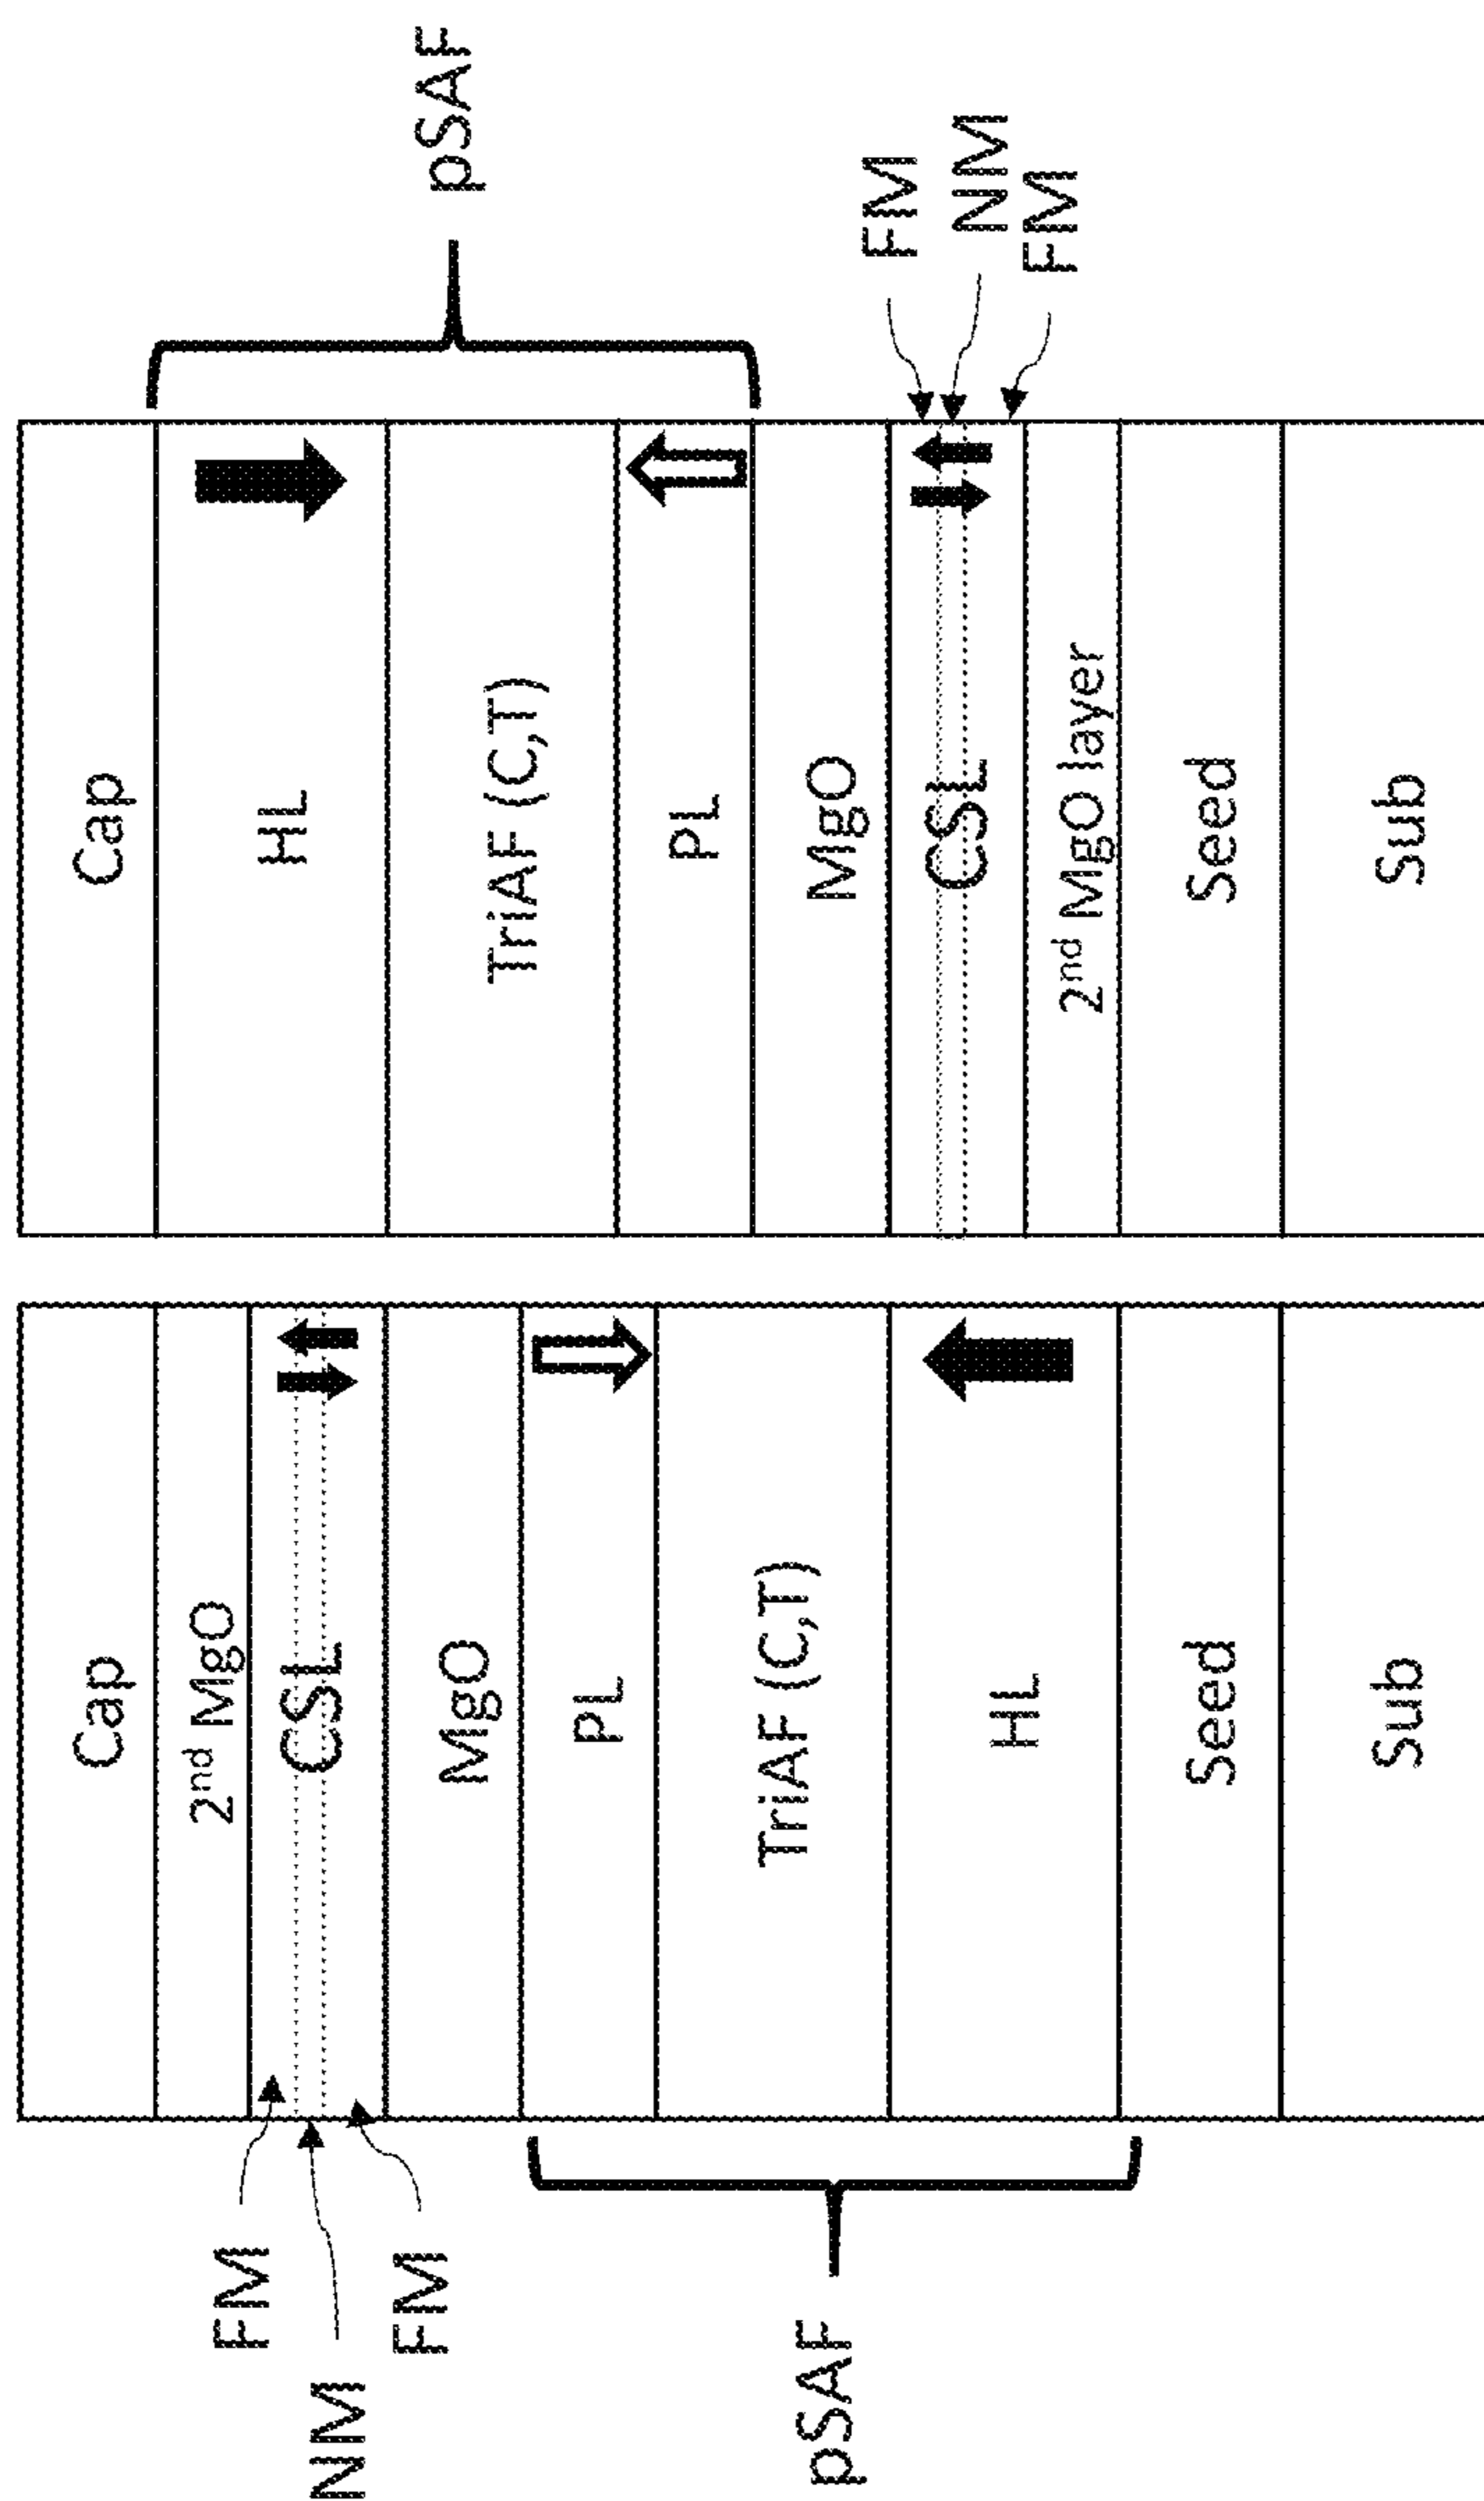 FM
NM
FM
pSAF
Cap
2nd MgO
CSL
MgO
PL
TriAF (C,T)
HL
Seed
Sub
Cap
HL
TriAF (C,T)
PL
MgO
CSL
2nd MgO layer
Seed
Sub
pSAF
FM
NM
FM